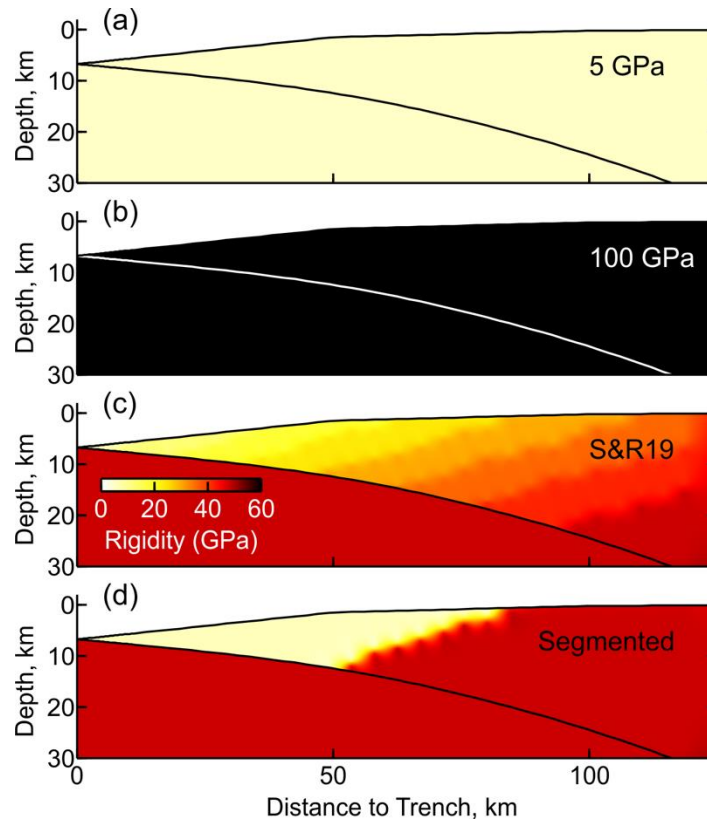 (a)
0
10
20
30
Depth, km
5 GPa
(b)
0
10
20
30
Depth, km
100 GPa
(c)
0
10
20
30
Depth, km
S&R19
0 20 40 60
Rigidity (GPa)
(d)
0
10
20
30
Depth, km
Segmented
0 50 100
Distance to Trench, km